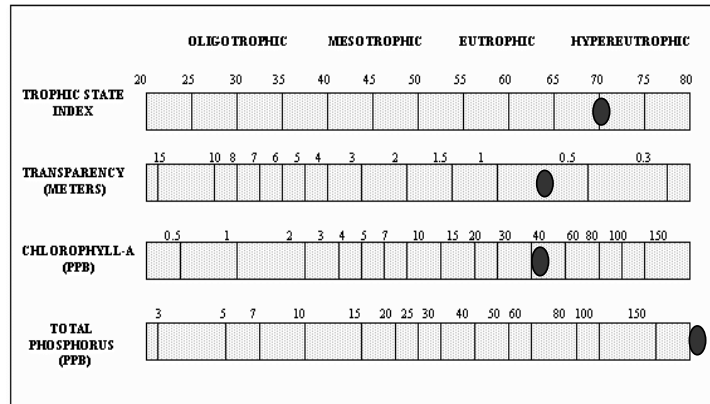 OLIGOTROPHIC MESOTROPHIC EUTROPHIC HYPEREUTROPHIC
20 25 30 35 40 45 50 55 60 65 70 75 80
TROPHIC STATE
INDEX
15 10 8 7 6 5 4 3 2 1.5 1 0.5 0.3
TRANSPARENCY
(METERS)
0.5 1 2 3 4 5 7 10 15 20 30 40 60 80 100 150
CHLOROPHYLL-A
(PPB)
3 5 7 10 15 20 25 30 40 50 60 80 100 150
TOTAL
PHOSPHORUS
(PPB)